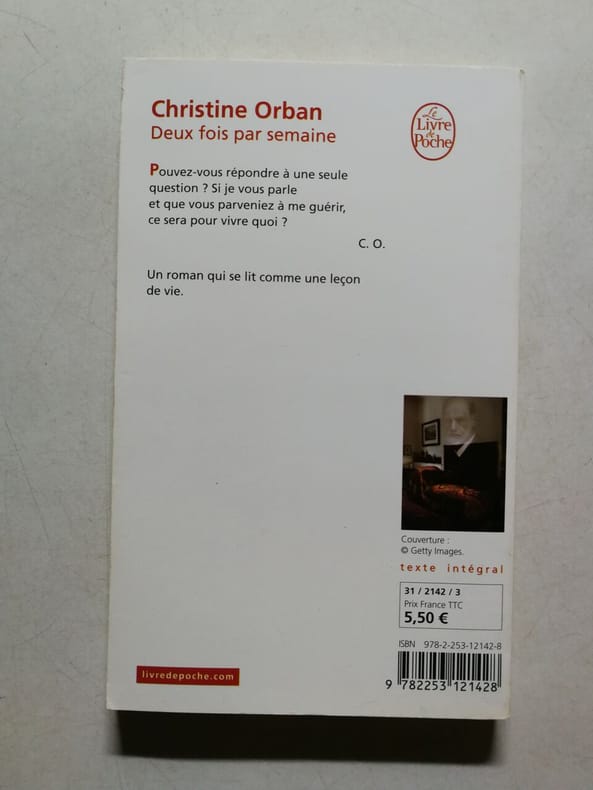 Christine Orban
Deux fois par semaine
Le
Livre
de
Poche
Pouvez-vous répondre à une seule
question ? Si je vous parle
et que vous parveniez à me guérir,
ce sera pour vivre quoi ?
C. O.
Un roman qui se lit comme une leçon
de vie.
Couverture :
© Getty Images.
texte intégral
31 / 2142 / 3
Prix France TTC
5,50 €
ISBN 978-2-253-12142-8
9 782253 121428
livredepoche.com